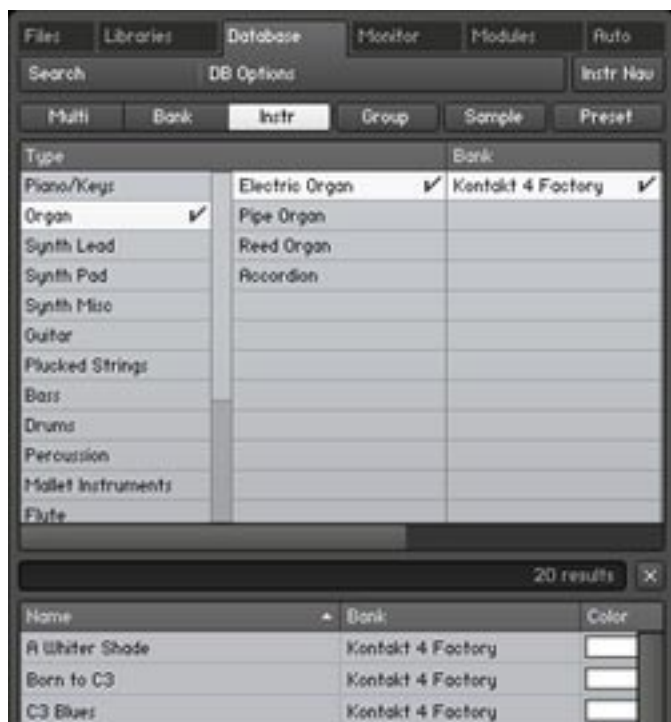 Files Libraries Database Monitor Modules Auto
Search DB Options Instr Nav
Multi Bank Instr Group Sample Preset
Type Bank
Piano/Keys Electric Organ Kontakt 4 Factory
Organ Pipe Organ
Synth Lead Reed Organ
Synth Pad Accordion
Synth Misc
Guitar
Plucked Strings
Bass
Drums
Percussion
Mallet Instruments
Flute
20 results
Name Bank Color
A Whiter Shade Kontakt 4 Factory
Born to C3 Kontakt 4 Factory
C3 Blues Kontakt 4 Factory